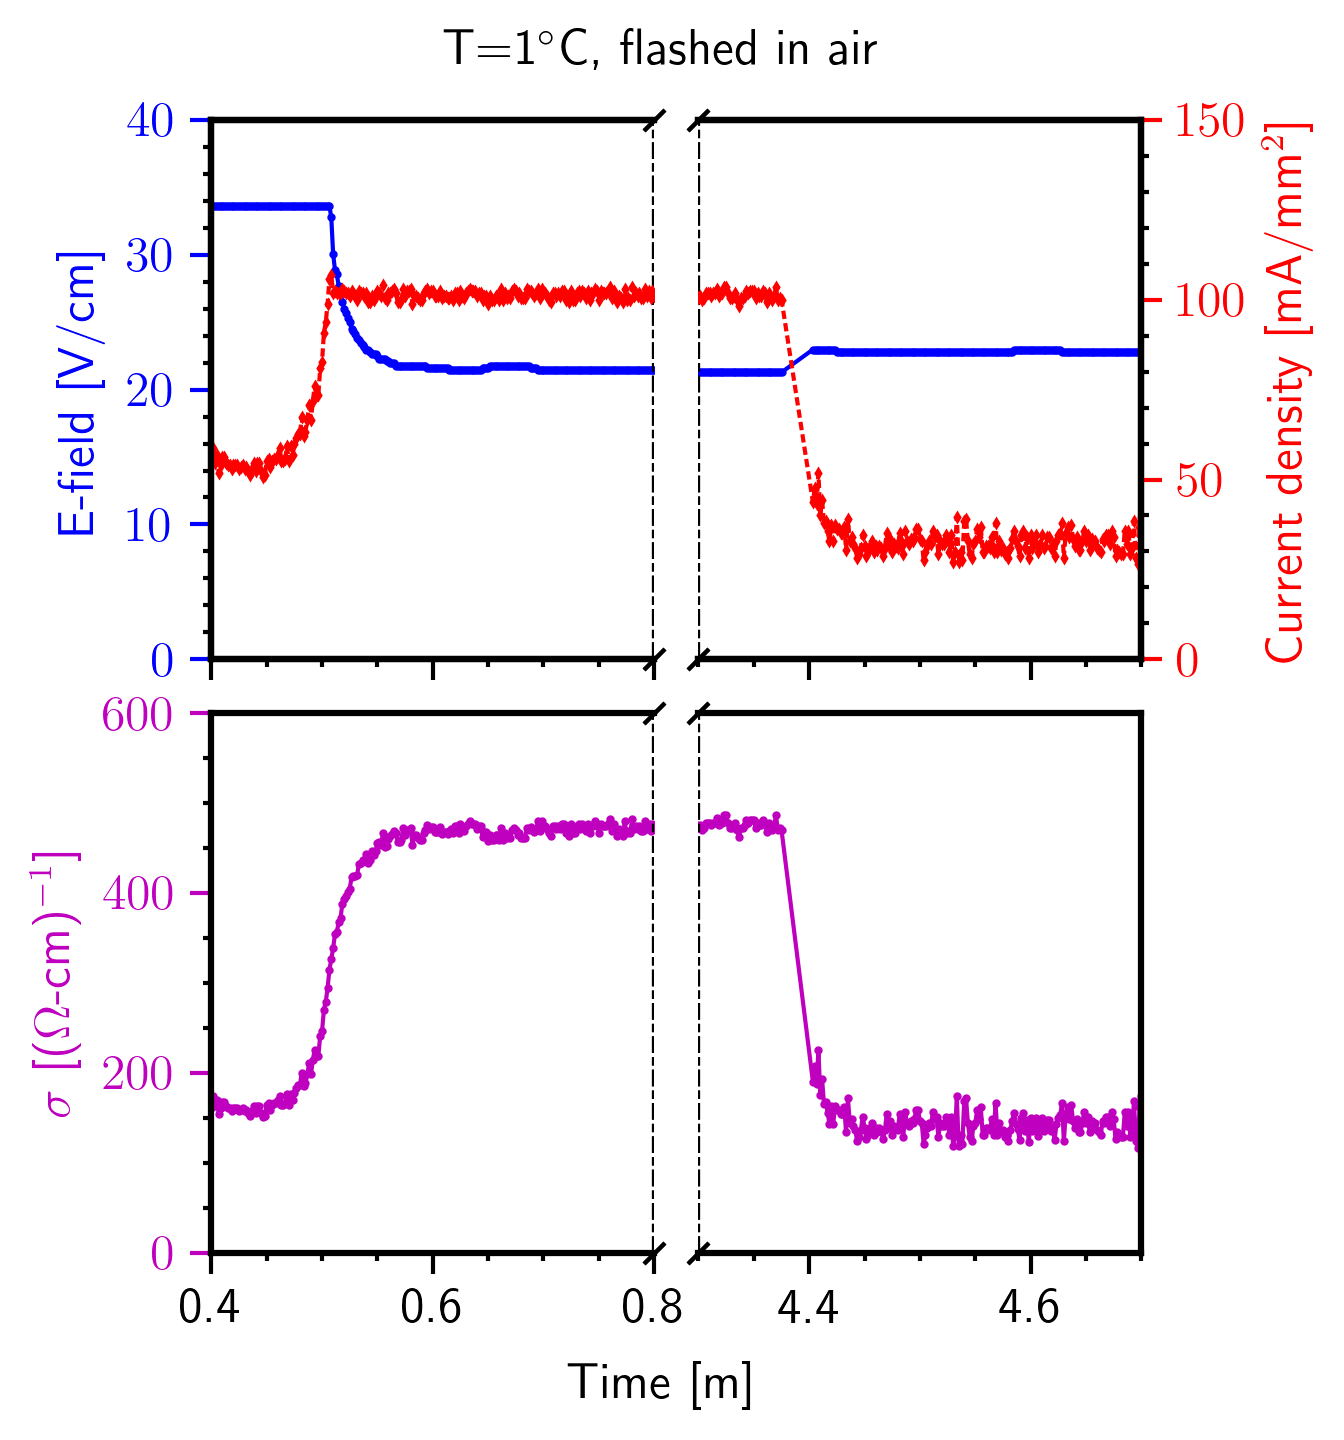 T=1°C, flashed in air
40
30
20
10
0
E-field [V/cm]
150
100
50
0
Current density [mA/mm²]
600
400
200
0
σ [(Ω-cm)⁻¹]
0.4 0.6 0.8 4.4 4.6
Time [m]